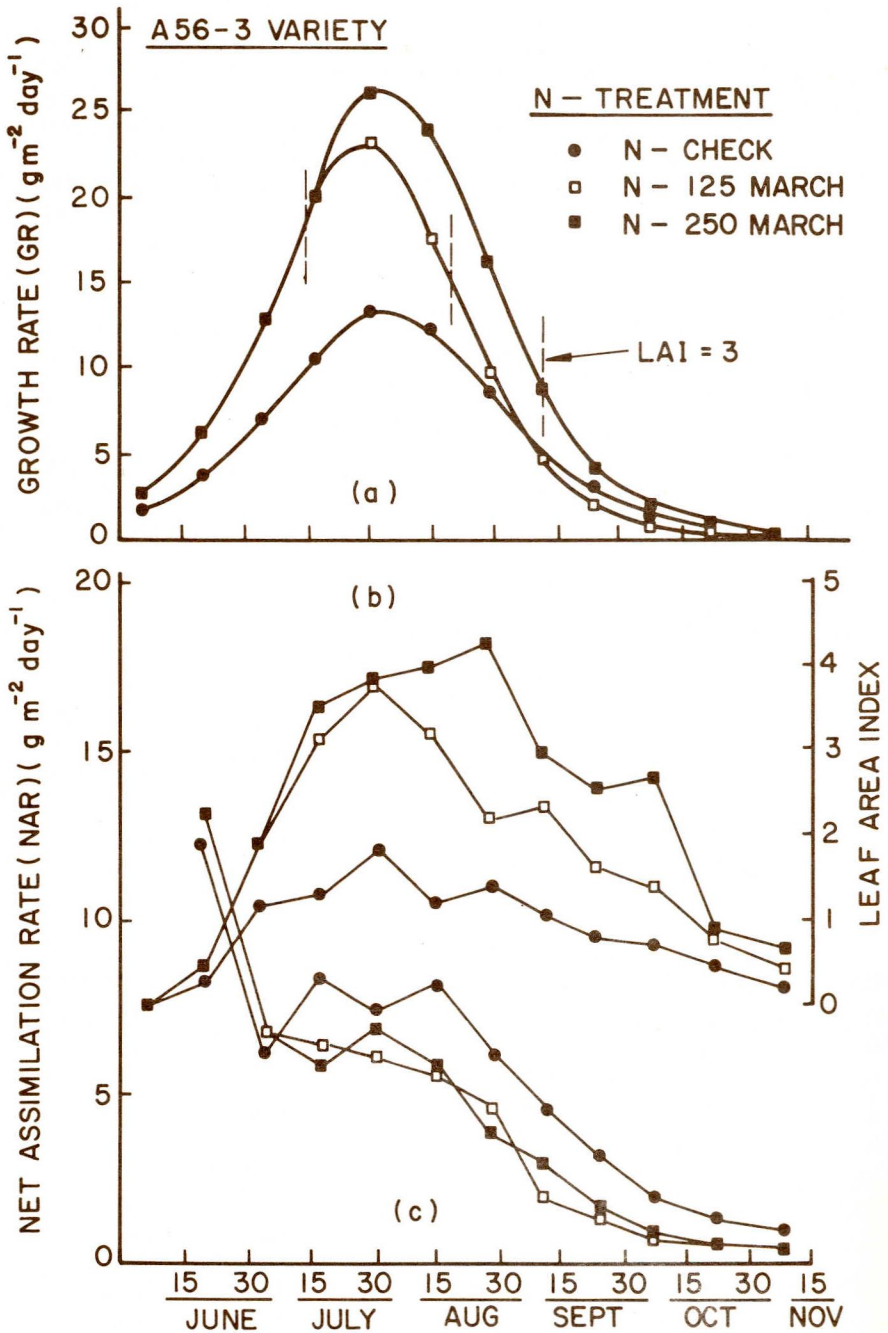 A56-3 VARIETY
N - TREATMENT
N - CHECK
N - 125 MARCH
N - 250 MARCH
GROWTH RATE (GR) (gm⁻² day⁻¹)
30
25
20
15
10
5
0
LAI = 3
(a)
NET ASSIMILATION RATE (NAR) (g m⁻² day⁻¹)
20
15
10
5
0
(b)
LEAF AREA INDEX
5
4
3
2
1
0
(c)
15 30 15 30 15 30 15 30 15 30 15
JUNE JULY AUG SEPT OCT NOV